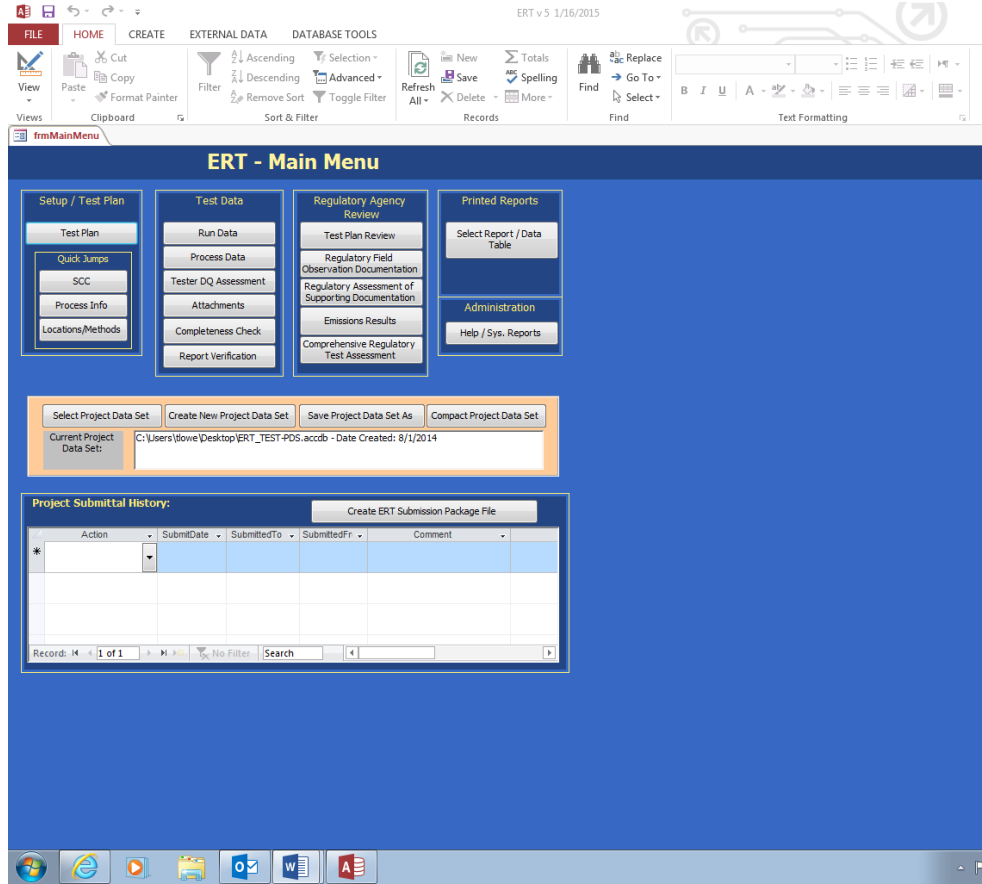 ERT v 5 1/16/2015
FILE HOME CREATE EXTERNAL DATA DATABASE TOOLS
View
Paste
Cut
Copy
Format Painter
Filter
Ascending
Descending
Remove Sort
Selection
Advanced
Toggle Filter
Refresh
All
New
Save
Delete
Totals
Spelling
More
Find
Replace
Go To
Select
B I U A
Views Clipboard Sort & Filter Records Find Text Formatting
frmMainMenu
ERT - Main Menu
Setup / Test Plan
Test Plan
Quick Jumps
SCC
Process Info
Locations/Methods
Test Data
Run Data
Process Data
Tester DQ Assessment
Attachments
Completeness Check
Report Verification
Regulatory Agency
Review
Test Plan Review
Regulatory Field
Observation Documentation
Regulatory Assessment of
Supporting Documentation
Emissions Results
Comprehensive Regulatory
Test Assessment
Printed Reports
Select Report / Data
Table
Administration
Help / Sys. Reports
Select Project Data Set Create New Project Data Set Save Project Data Set As Compact Project Data Set
Current Project
Data Set:
C:\Users\tlowe\Desktop\ERT_TEST-PDS.accdb - Date Created: 8/1/2014
Project Submittal History:
Create ERT Submission Package File
Action SubmitDate SubmittedTo SubmittedFr Comment
Record: 1 of 1 No Filter Search